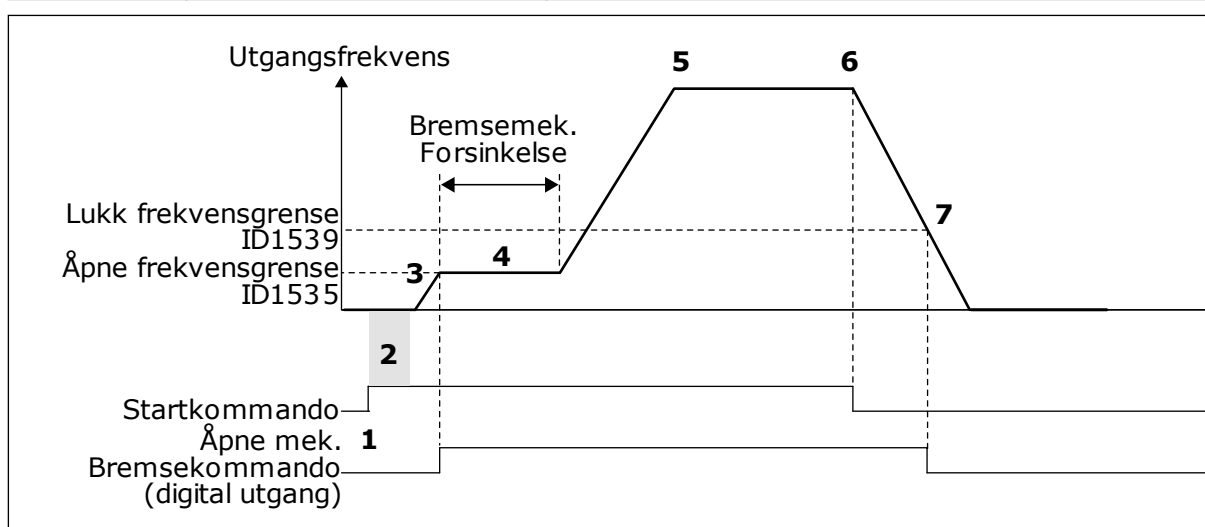 Utgangsfrekvens
5
6
Bremsemek.
Forsinkelse
Lukk frekvensgrense
ID1539
7
Åpne frekvensgrense
ID1535
3
4
2
Startkommando
Åpne mek.
1
Bremsekommando
(digital utgang)